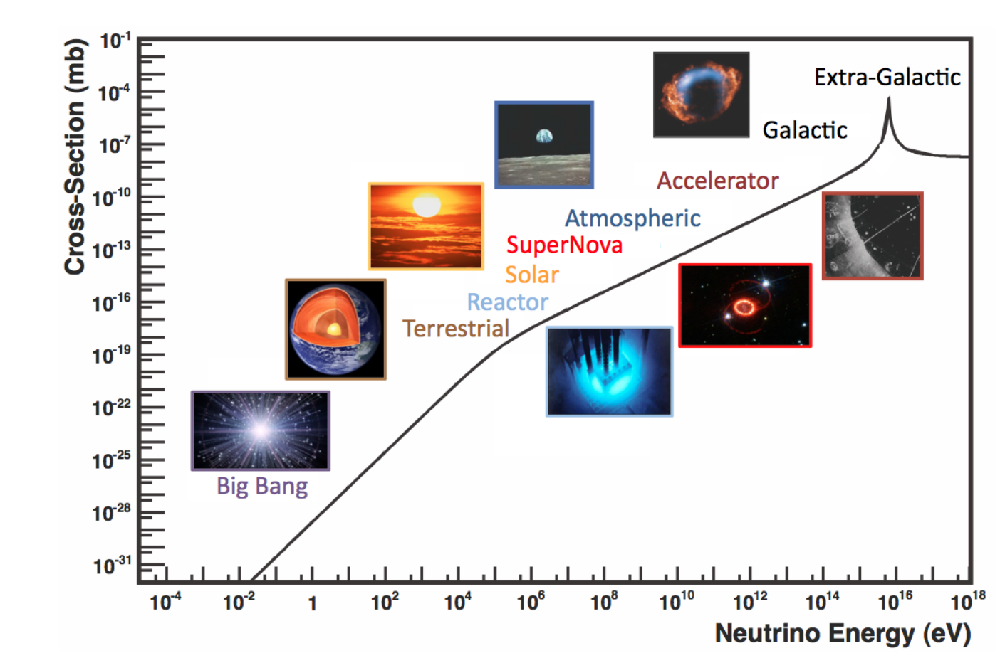 Cross-Section (mb)
10⁻¹
10⁻⁴
10⁻⁷
10⁻¹⁰
10⁻¹³
10⁻¹⁶
10⁻¹⁹
10⁻²²
10⁻²⁵
10⁻²⁸
10⁻³¹
Extra-Galactic
Galactic
Accelerator
Atmospheric
SuperNova
Solar
Reactor
Terrestrial
Big Bang
10⁻⁴ 10⁻² 1 10² 10⁴ 10⁶ 10⁸ 10¹⁰ 10¹² 10¹⁴ 10¹⁶ 10¹⁸
Neutrino Energy (eV)